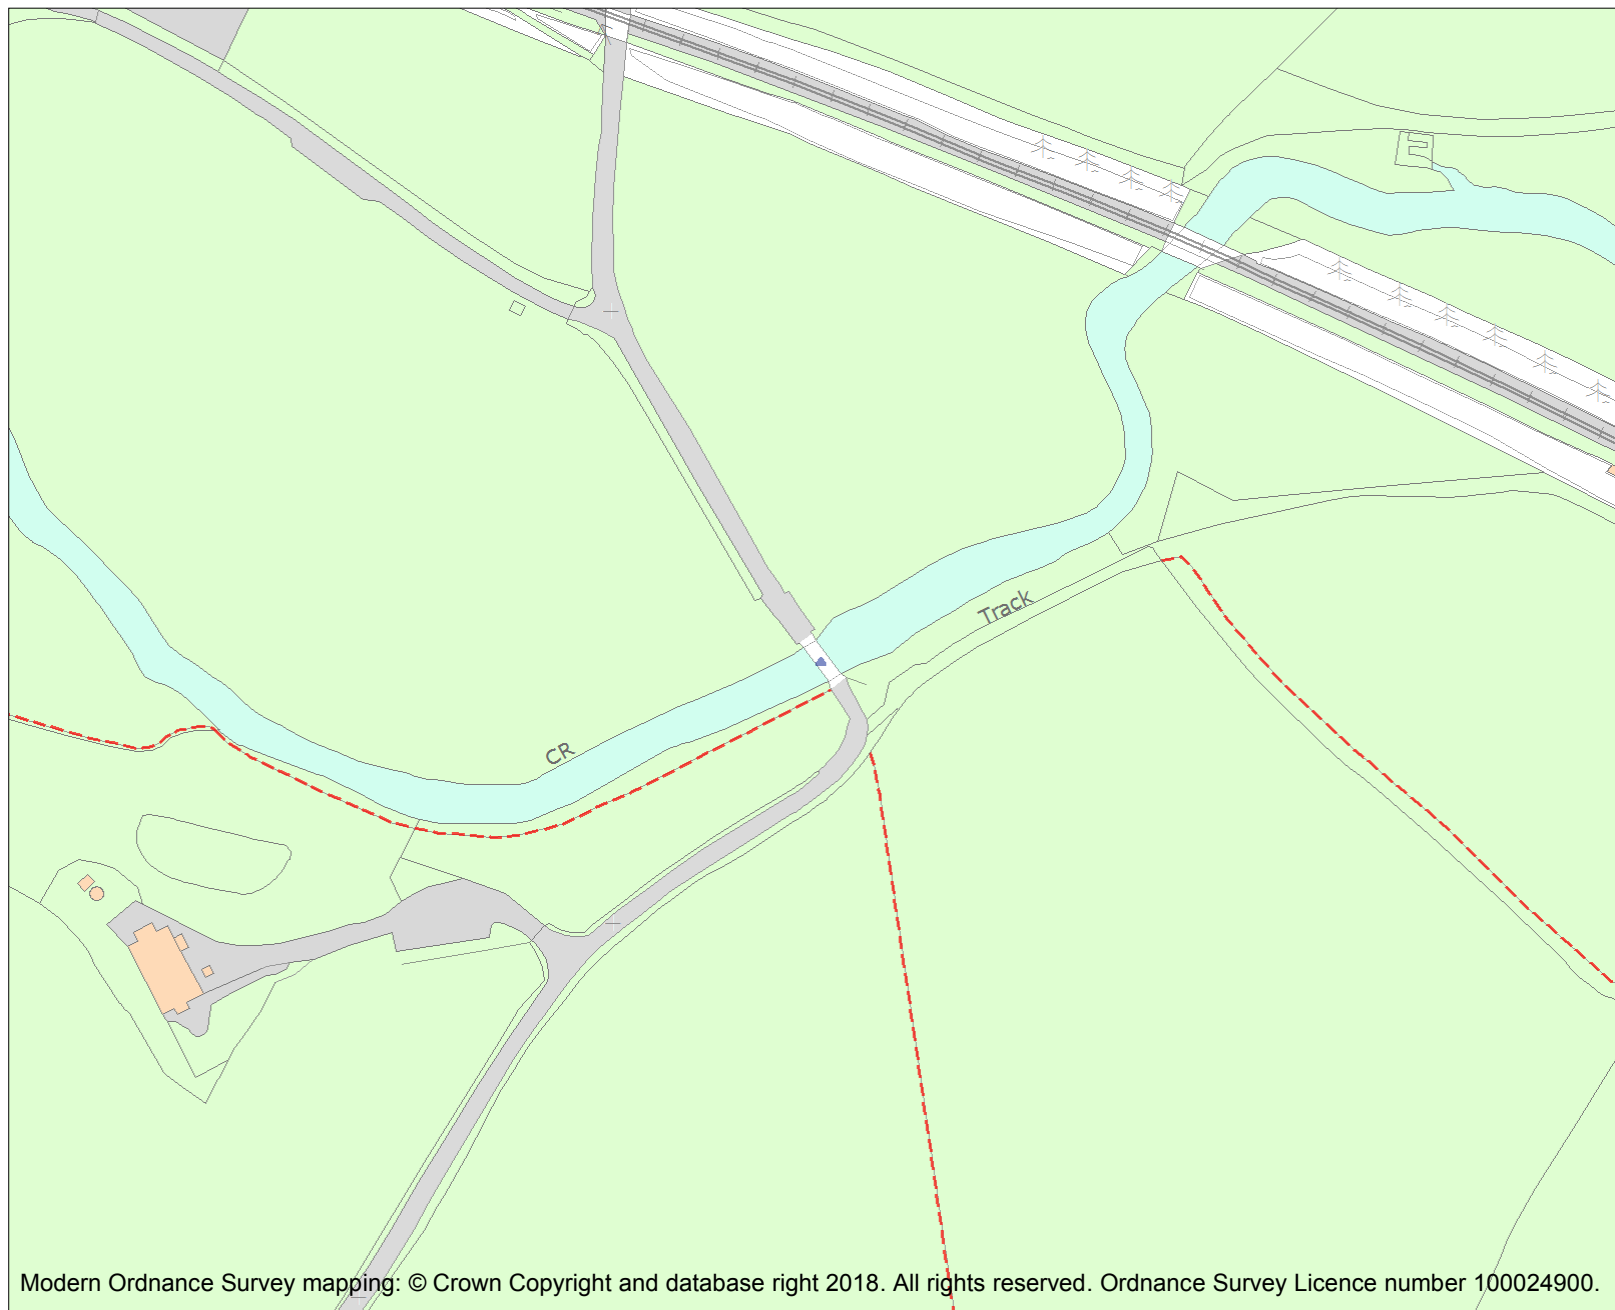 Track
CR
Modern Ordnance Survey mapping: © Crown Copyright and database right 2018. All rights reserved. Ordnance Survey Licence number 100024900.